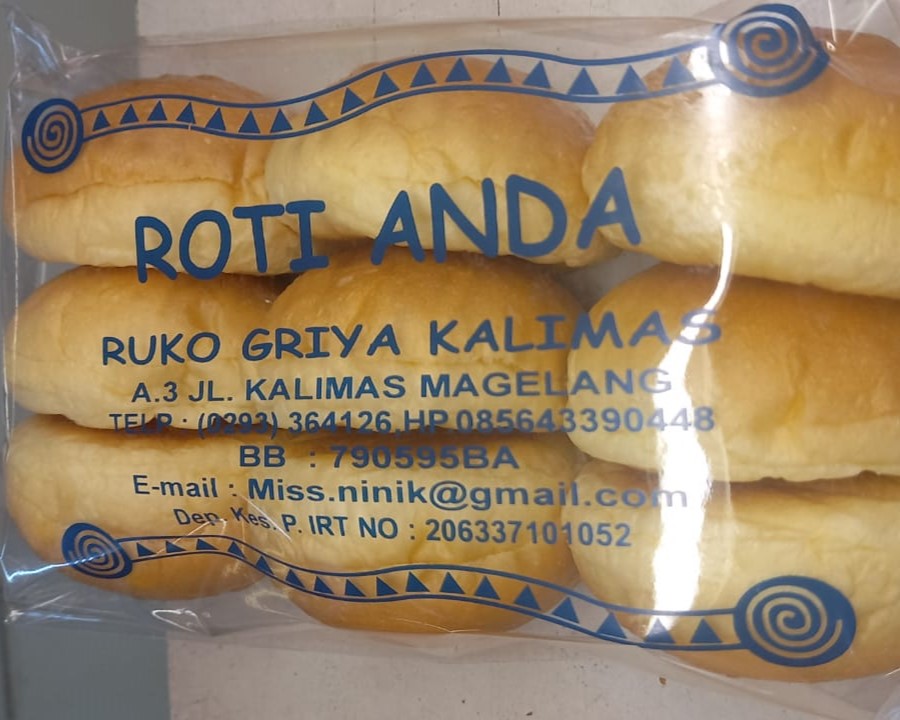 ROTI ANDA
RUKO GRIYA KALIMAS
A.3 JL. KALIMAS MAGELANG
TELP : (0293) 364126,HP 085643390448
BB : 790595BA
E-mail : Miss.ninik@gmail.com
Dep. Kes. P. IRT NO : 206337101052